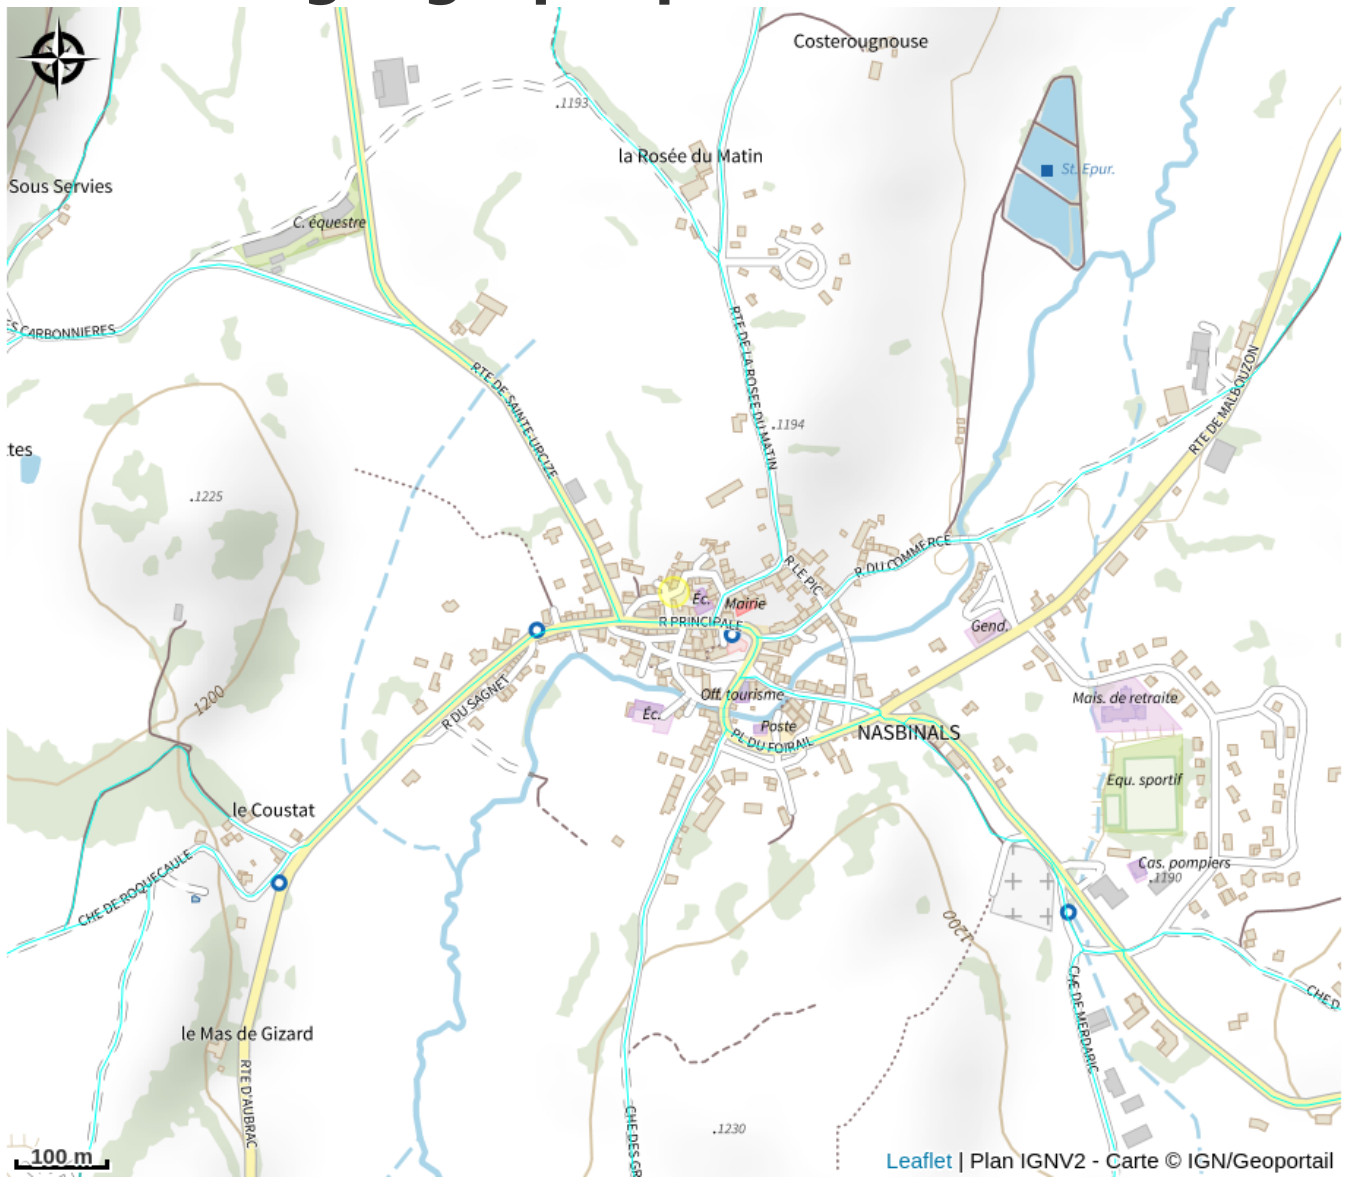 Costerougnouse
.1193
la Rosée du Matin
St. Epur.
Sous Servies
C. équestre
ES CARBONNIERES
RTE DE LA ROSEE DU MATIN
RTE DE SAINTE-URCIZE
RTE DE MALBOUZON
.1194
tes
.1225
R LE PIC
R DU COMMERCE
Éc.
Mairie
R PRINCIPALE
Gend.
1200
R DU SAGNET
Off. tourisme
Mais. de retraite
Éc.
Poste
NASBINALS
PL DU FOIRAIL
Equ. sportif
le Coustat
CHE DE ROQUECAULE
Cas. pompiers
.1190
1200
CHE D
CHE DE MERDARIC
le Mas de Gizard
RTE D'AUBRAC
CHE DES GR
.1230
100 m
Leaflet | Plan IGNV2 - Carte © IGN/Geoportail